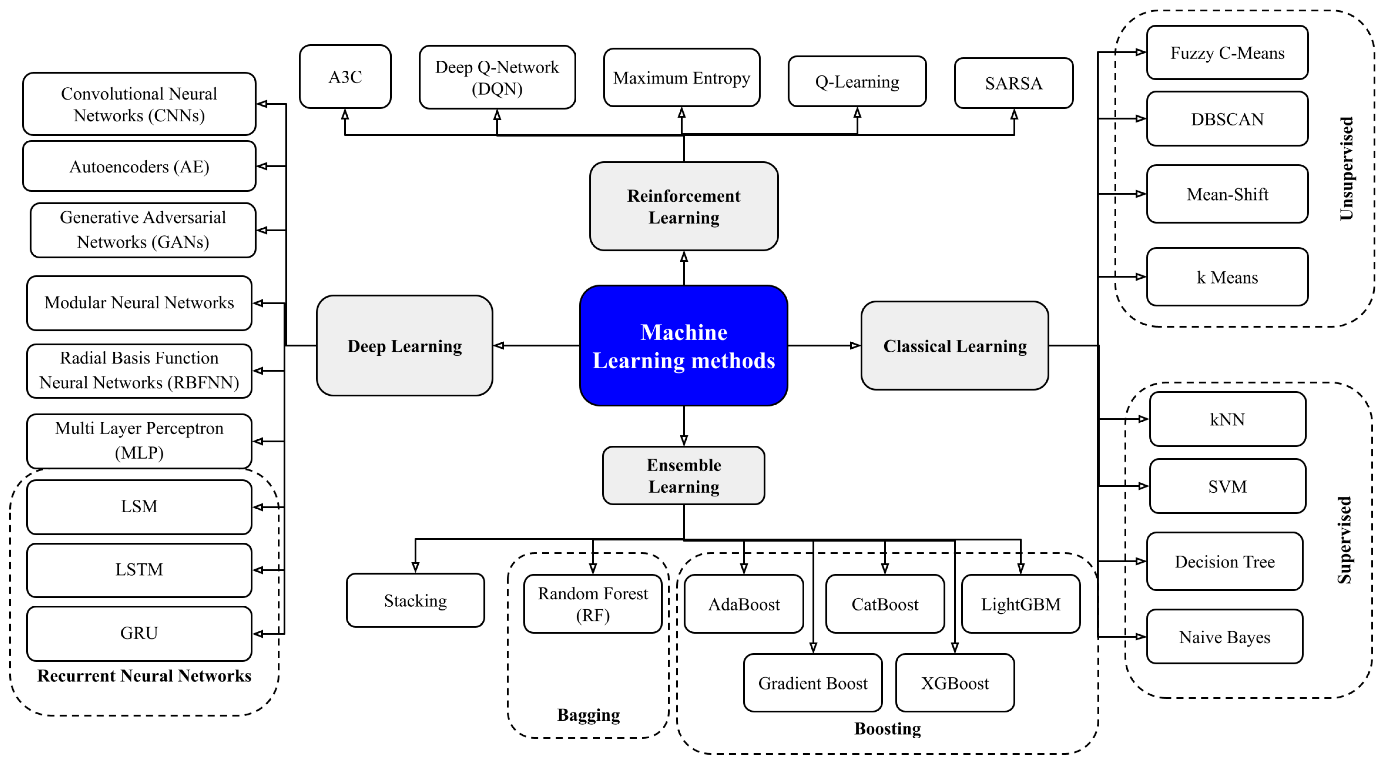 A3C
Deep Q-Network
(DQN)
Maximum Entropy
Q-Learning
SARSA
Reinforcement
Learning
Convolutional Neural
Networks (CNNs)
Autoencoders (AE)
Generative Adversarial
Networks (GANs)
Modular Neural Networks
Radial Basis Function
Neural Networks (RBFNN)
Multi Layer Perceptron
(MLP)
LSM
LSTM
GRU
Recurrent Neural Networks
Deep Learning
Machine
Learning methods
Classical Learning
Fuzzy C-Means
DBSCAN
Mean-Shift
k Means
Unsupervised
kNN
SVM
Decision Tree
Naive Bayes
Supervised
Ensemble
Learning
Stacking
Random Forest
(RF)
Bagging
AdaBoost
CatBoost
LightGBM
Gradient Boost
XGBoost
Boosting